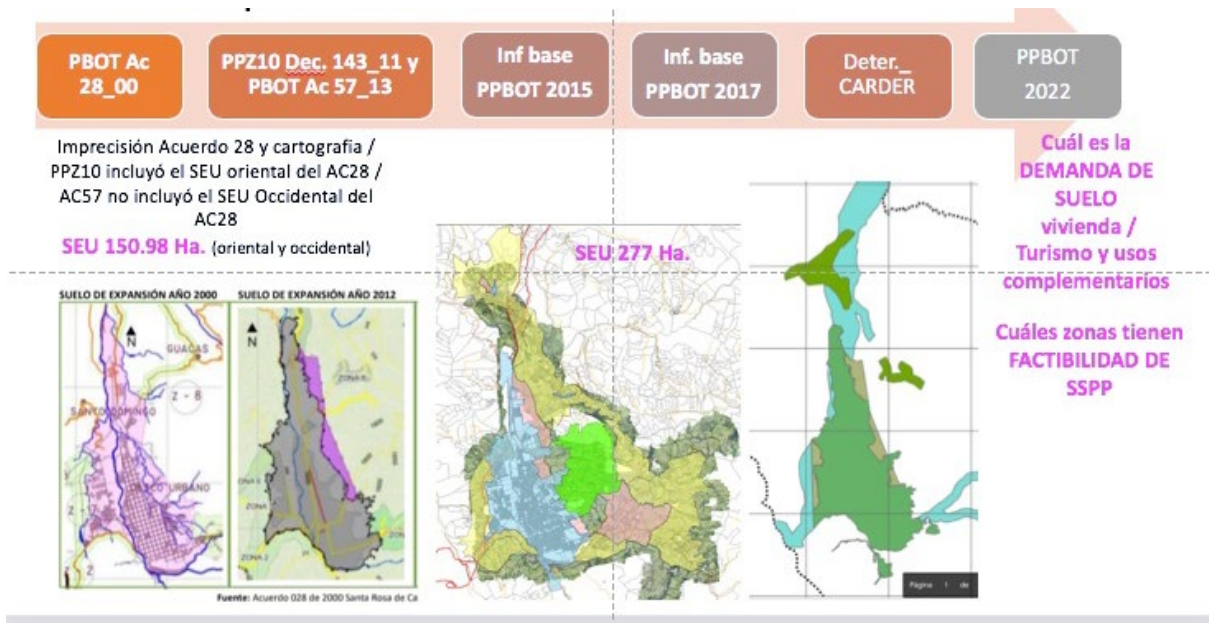 PBOT Ac
28_00
PPZ10 Dec. 143_11 y
PBOT Ac 57_13
Inf base
PPBOT 2015
Inf. base
PPBOT 2017
Deter._
CARDER
PPBOT
2022
Imprecisión Acuerdo 28 y cartografia /
PPZ10 incluyó el SEU oriental del AC28 /
AC57 no incluyó el SEU Occidental del
AC28
SEU 150.98 Ha. (oriental y occidental)
SEU 277 Ha.
Cuál es la
DEMANDA DE
SUELO
vivienda /
Turismo y usos
complementarios
Cuáles zonas tienen
FACTIBILIDAD DE
SSPP
SUELO DE EXPANSIÓN AÑO 2000
SUELO DE EXPANSIÓN AÑO 2012
N
GUACAS
Z - 8
N
ZONA
ZONA 2
Página 1 de
Fuente: Acuerdo 028 de 2000 Santa Rosa de Ca